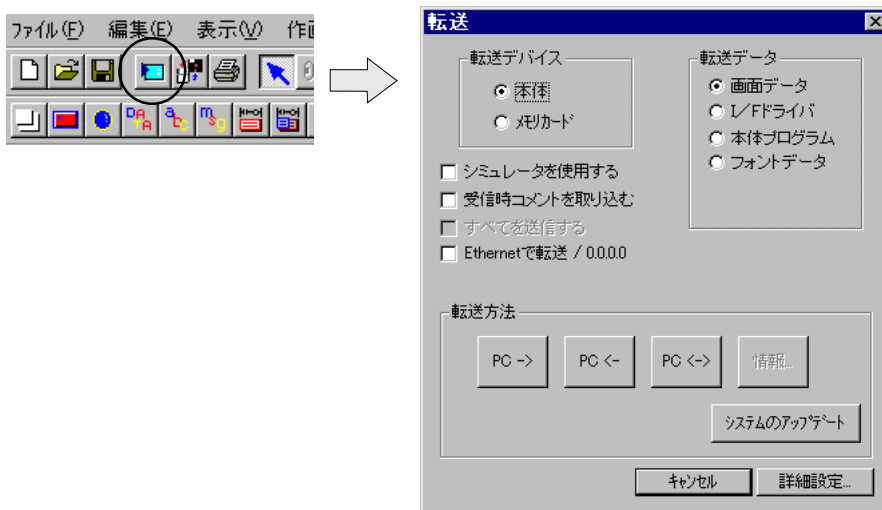 ファイル(F) 編集(E) 表示(V) 作画
DATA abc msg
転送
転送デバイス
本体
メモリカード
転送データ
画面データ
I/Fドライバ
本体プログラム
フォントデータ
シミュレータを使用する
受信時コメントを取り込む
すべてを送信する
Ethernetで転送 / 0.0.0.0
転送方法
PC -> PC <- PC <-> 情報...
システムのアップデート
キャンセル 詳細設定...